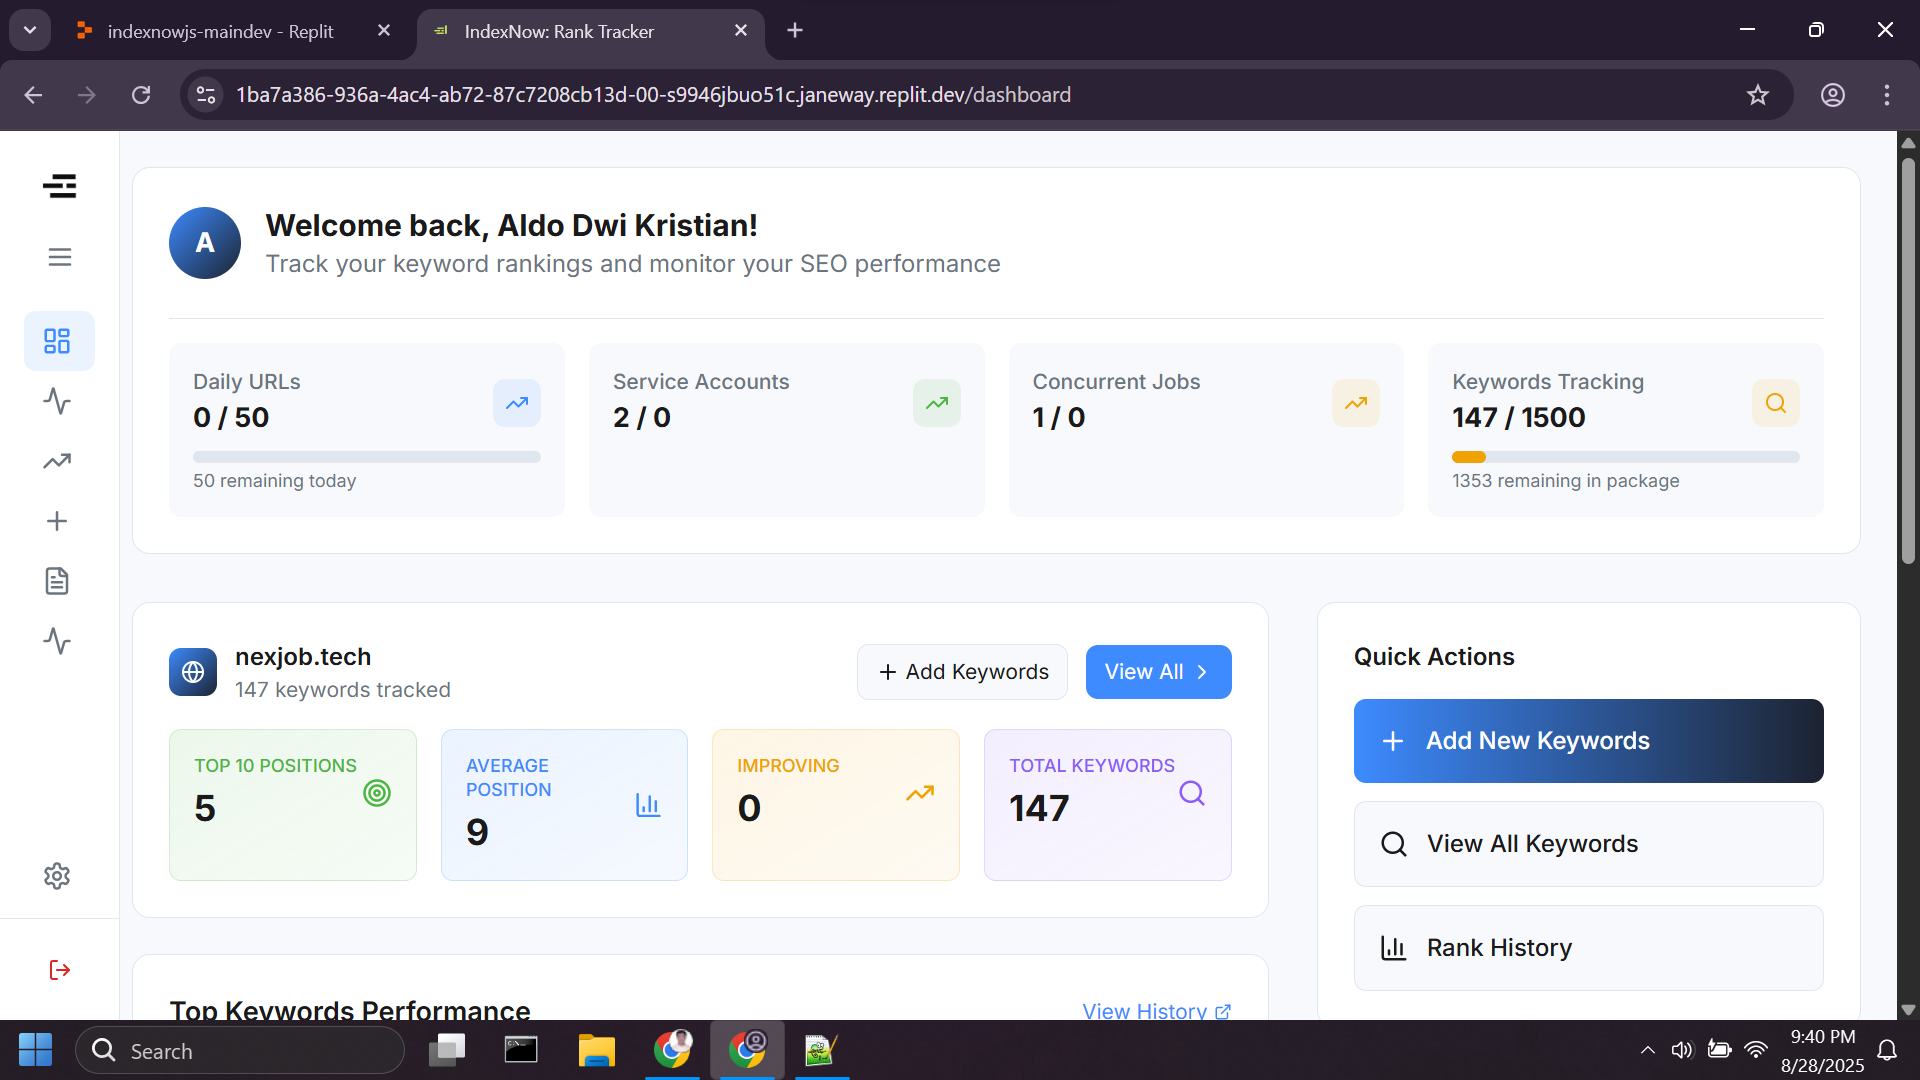 indexnowjs-maindev - Replit
IndexNow: Rank Tracker
1ba7a386-936a-4ac4-ab72-87c7208cb13d-00-s9946jbuo51c.janeway.replit.dev/dashboard
A
Welcome back, Aldo Dwi Kristian!
Track your keyword rankings and monitor your SEO performance
Daily URLs
0 / 50
50 remaining today
Service Accounts
2 / 0
Concurrent Jobs
1 / 0
Keywords Tracking
147 / 1500
1353 remaining in package
nexjob.tech
147 keywords tracked
Add Keywords
View All
TOP 10 POSITIONS
5
AVERAGE
POSITION
9
IMPROVING
0
TOTAL KEYWORDS
147
Quick Actions
Add New Keywords
View All Keywords
Rank History
Top Keywords Performance
View History
Search
9:40 PM
8/28/2025